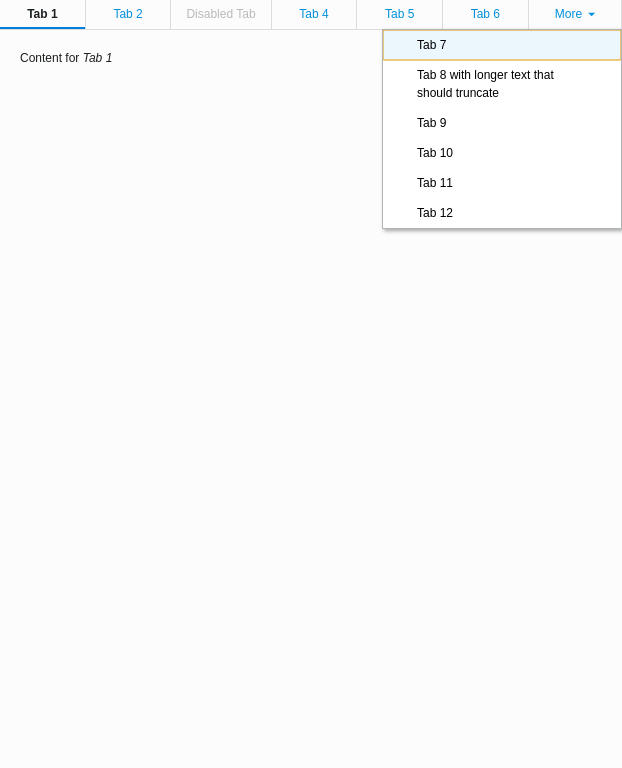 Tab 1 Tab 2 Disabled Tab Tab 4 Tab 5 Tab 6 More
Content for Tab 1
Tab 7
Tab 8 with longer text that
should truncate
Tab 9
Tab 10
Tab 11
Tab 12